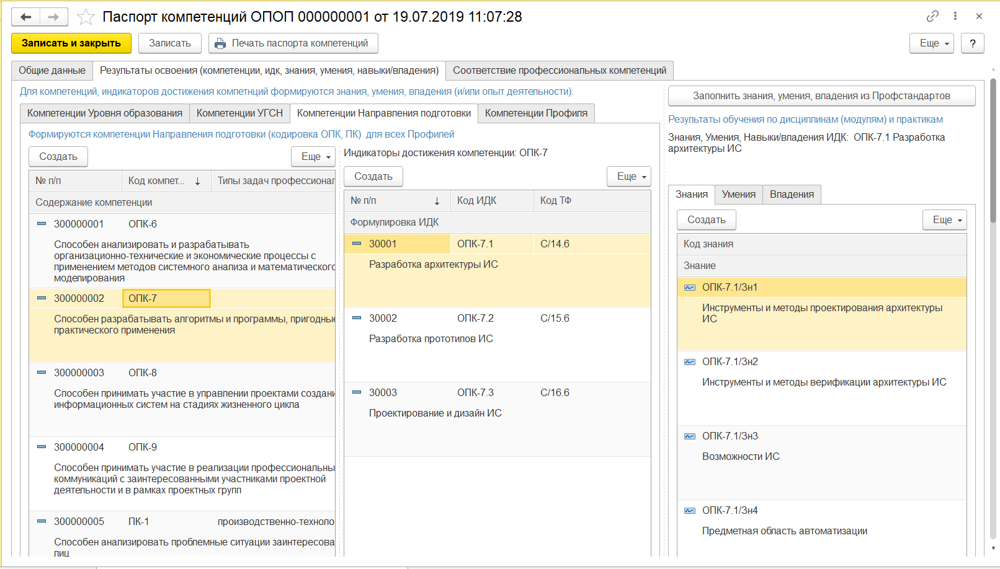 Паспорт компетенций ОПОП 000000001 от 19.07.2019 11:07:28
Записать и закрыть
Записать
Печать паспорта компетенций
Еще
?
Общие данные
Результаты освоения (компетенции, идк, знания, умения, навыки/владения)
Соответствие профессиональных компетенций
Для компетенций, индикаторов достижения компетнций формируются знания, умения, владения (и/или опыт деятельности).
Компетенции Уровня образования
Компетенции УГСН
Компетенции Направления подготовки
Компетенции Профиля
Формируются компетенции Направления подготовки (кодировка ОПК, ПК) для всех Профилей
Создать
Еще
№ п/п
Код компет...
Типы задач профессионал
Содержание компетенции
300000001
ОПК-6
Способен анализировать и разрабатывать
организационно-технические и экономические процессы с
применением методов системного анализа и математического
моделирования
300000002
ОПК-7
Способен разрабатывать алгоритмы и программы, пригодные
практического применения
300000003
ОПК-8
Способен принимать участие в управлении проектами создани
информационных систем на стадиях жизненного цикла
300000004
ОПК-9
Способен принимать участие в реализации профессиональны
коммуникаций с заинтересованными участниками проектной
деятельности и в рамках проектных групп
300000005
ПК-1
производственно-техноло
Способен анализировать проблемные ситуации заинтересова
лиц
Индикаторы достижения компетенции: ОПК-7
Создать
Еще
№ п/п
Код ИДК
Код ТФ
Формулировка ИДК
30001
ОПК-7.1
C/14.6
Разработка архитектуры ИС
30002
ОПК-7.2
C/15.6
Разработка прототипов ИС
30003
ОПК-7.3
C/16.6
Проектирование и дизайн ИС
Заполнить знания, умения, владения из Профстандартов
Результаты обучения по дисциплинам (модулям) и практикам
Знания, Умения, Навыки/владения ИДК: ОПК-7.1 Разработка
архитектуры ИС
Знания
Умения
Владения
Создать
Еще
Код знания
Знание
ОПК-7.1/Зн1
Инструменты и методы проектирования архитектуры
ИС
ОПК-7.1/Зн2
Инструменты и методы верификации архитектуры ИС
ОПК-7.1/Зн3
Возможности ИС
ОПК-7.1/Зн4
Предметная область автоматизации